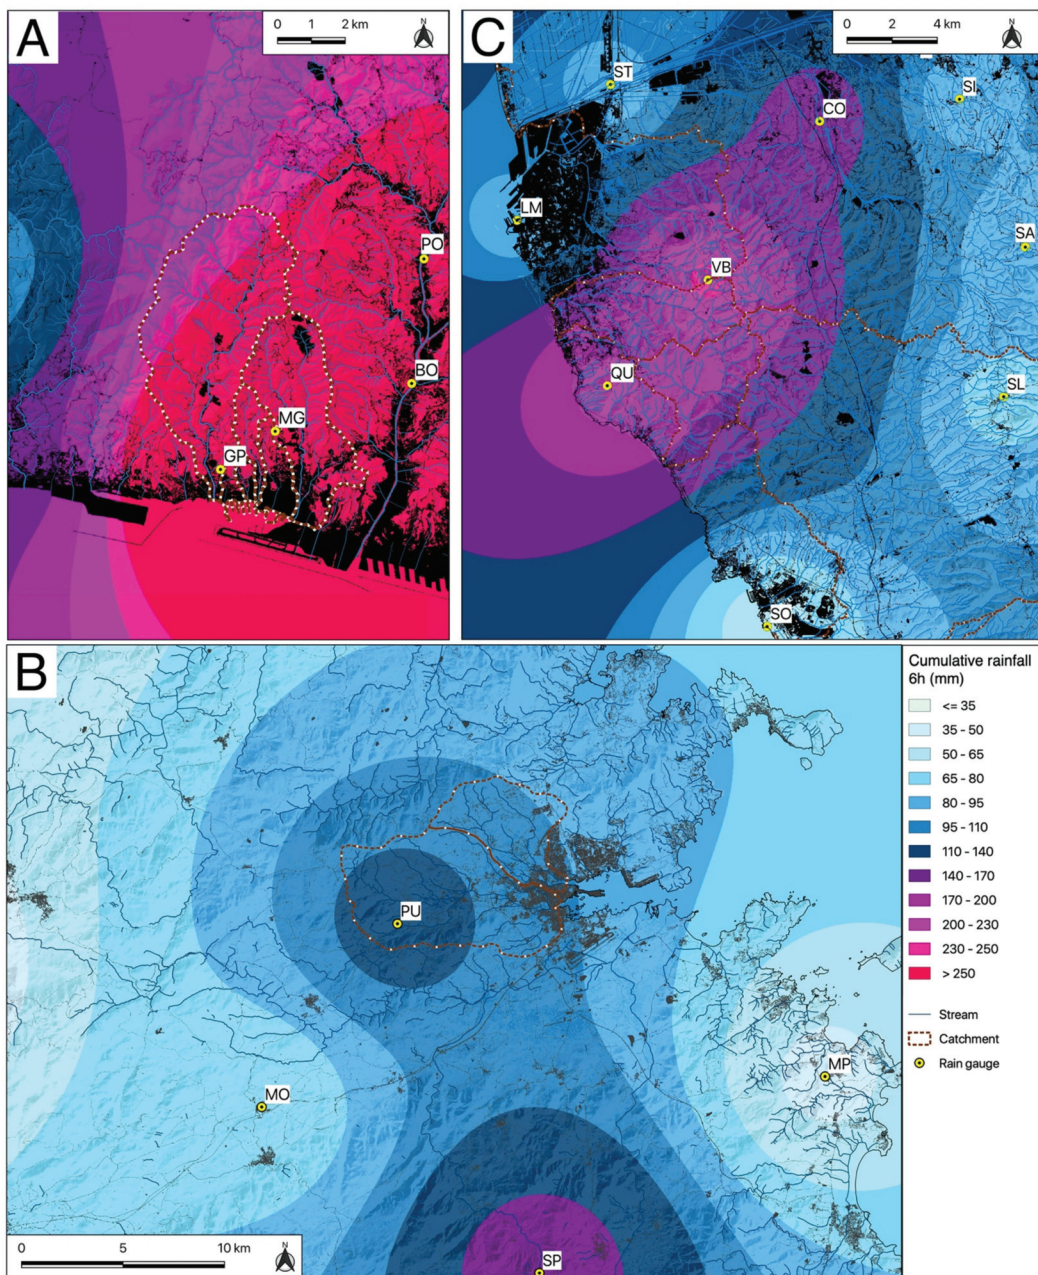 A
0 1 2 km
N
PO
BO
MG
GP
C
0 2 4 km
N
ST
CO
SI
LM
SA
VB
QU
SL
SO
B
PU
MO
MP
SP
0 5 10 km
N
Cumulative rainfall
6h (mm)
<= 35
35 - 50
50 - 65
65 - 80
80 - 95
95 - 110
110 - 140
140 - 170
170 - 200
200 - 230
230 - 250
> 250
Stream
Catchment
Rain gauge